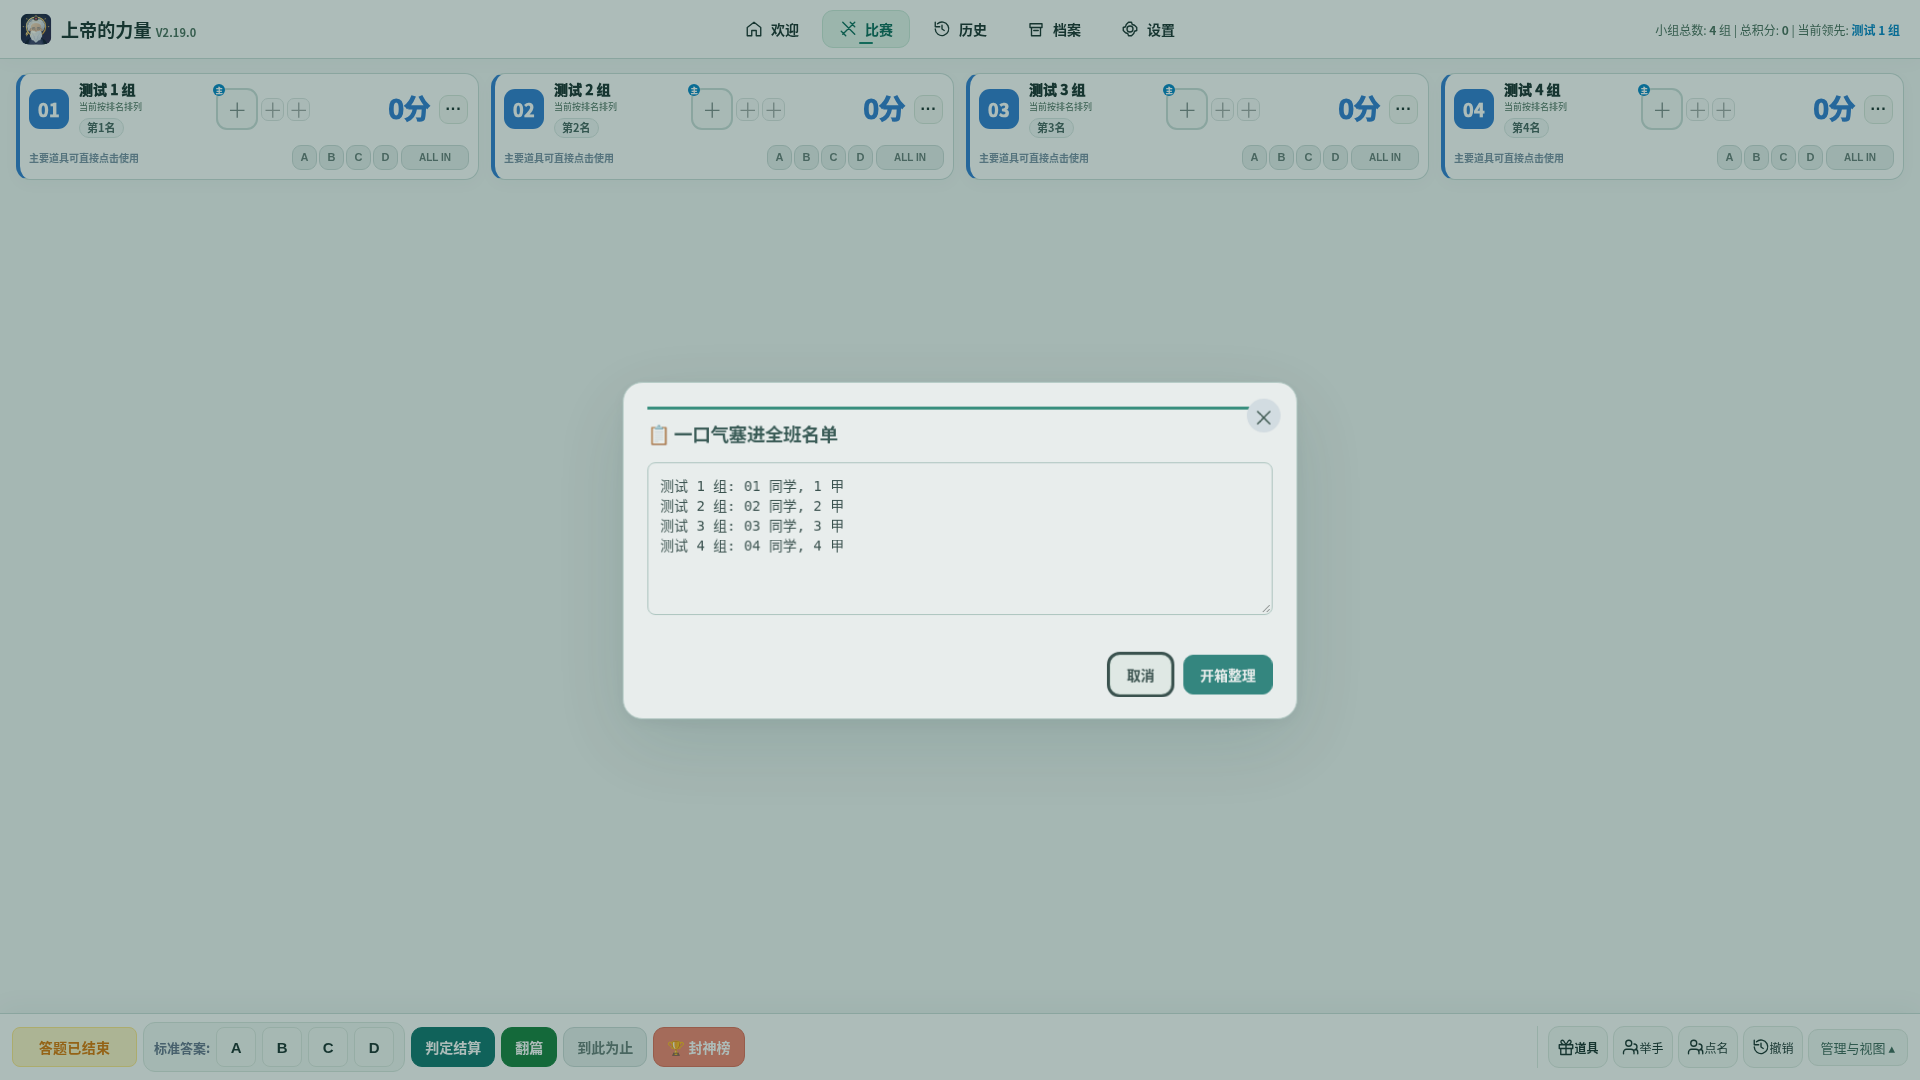 上帝的力量 V2.19.0
欢迎
比赛
历史
档案
设置
小组总数: 4 组 | 总积分: 0 | 当前领先: 测试 1 组
01
测试 1 组
当前按排名排列
第1名
主
0分
主要道具可直接点击使用
A B C D ALL IN
02
测试 2 组
当前按排名排列
第2名
主
0分
主要道具可直接点击使用
A B C D ALL IN
03
测试 3 组
当前按排名排列
第3名
主
0分
主要道具可直接点击使用
A B C D ALL IN
04
测试 4 组
当前按排名排列
第4名
主
0分
主要道具可直接点击使用
A B C D ALL IN
📋 一口气塞进全班名单
测试 1 组: 01 同学, 1 甲
测试 2 组: 02 同学, 2 甲
测试 3 组: 03 同学, 3 甲
测试 4 组: 04 同学, 4 甲
取消
开箱整理
答题已结束
标准答案: A B C D
判定结算
翻篇
到此为止
🏆 封神榜
道具
举手
点名
撤销
管理与视图 ▴